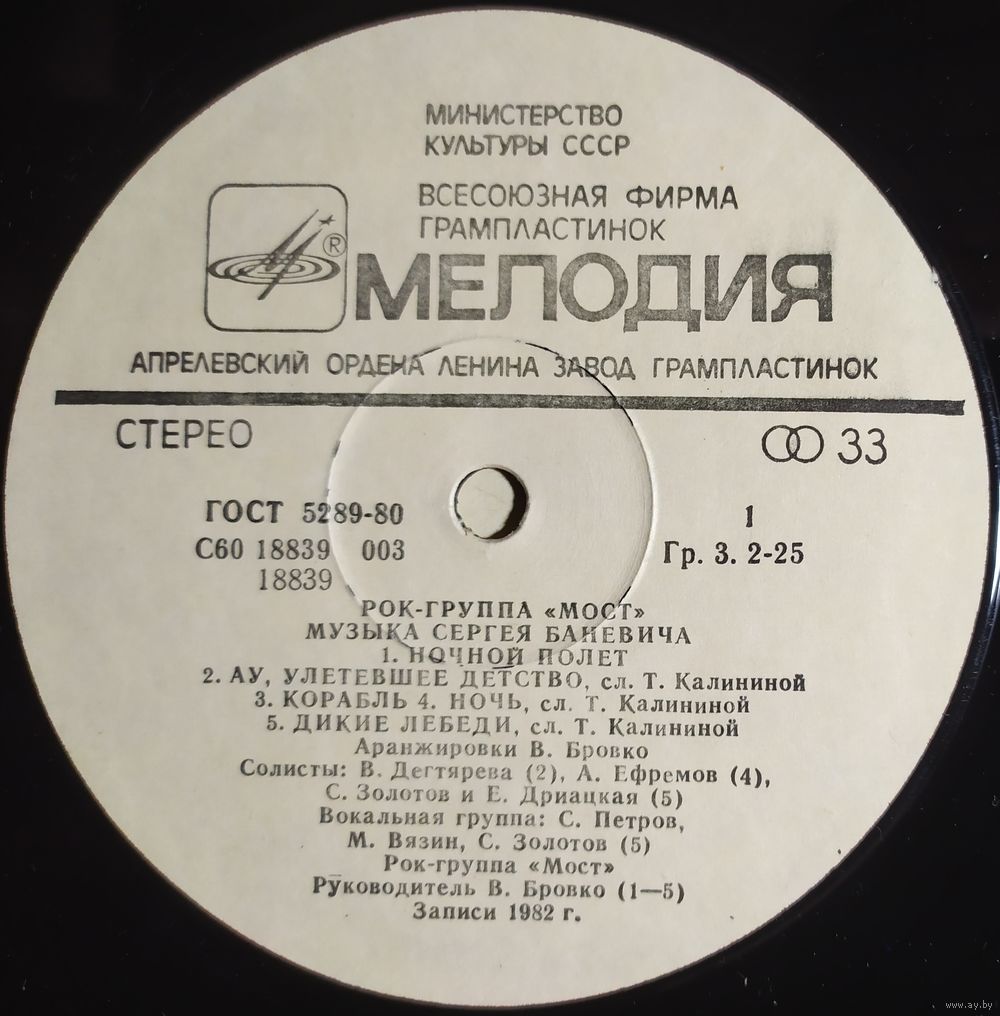 МИНИСТЕРСТВО
КУЛЬТУРЫ СССР
ВСЕСОЮЗНАЯ ФИРМА
ГРАМПЛАСТИНОК
®
МЕЛОДИЯ
АПРЕЛЕВСКИЙ ОРДЕНА ЛЕНИНА ЗАВОД ГРАМПЛАСТИНОК
СТЕРЕО 33
ГОСТ 5289-80 1
С60 18839 003 Гр. 3. 2-25
18839
РОК-ГРУППА «МОСТ»
МУЗЫКА СЕРГЕЯ БАНЕВИЧА
1. НОЧНОЙ ПОЛЕТ
2. АУ, УЛЕТЕВШЕЕ ДЕТСТВО, сл. Т. Калининой
3. КОРАБЛЬ 4. НОЧЬ, сл. Т. Калининой
5. ДИКИЕ ЛЕБЕДИ, сл. Т. Калининой
Аранжировки В. Бровко
Солисты: В. Дегтярева (2), А. Ефремов (4),
С. Золотов и Е. Дриацкая (5)
Вокальная группа: С. Петров,
М. Вязин, С. Золотов (5)
Рок-группа «Мост»
Руководитель В. Бровко (1—5)
Записи 1982 г.
www.ay.by